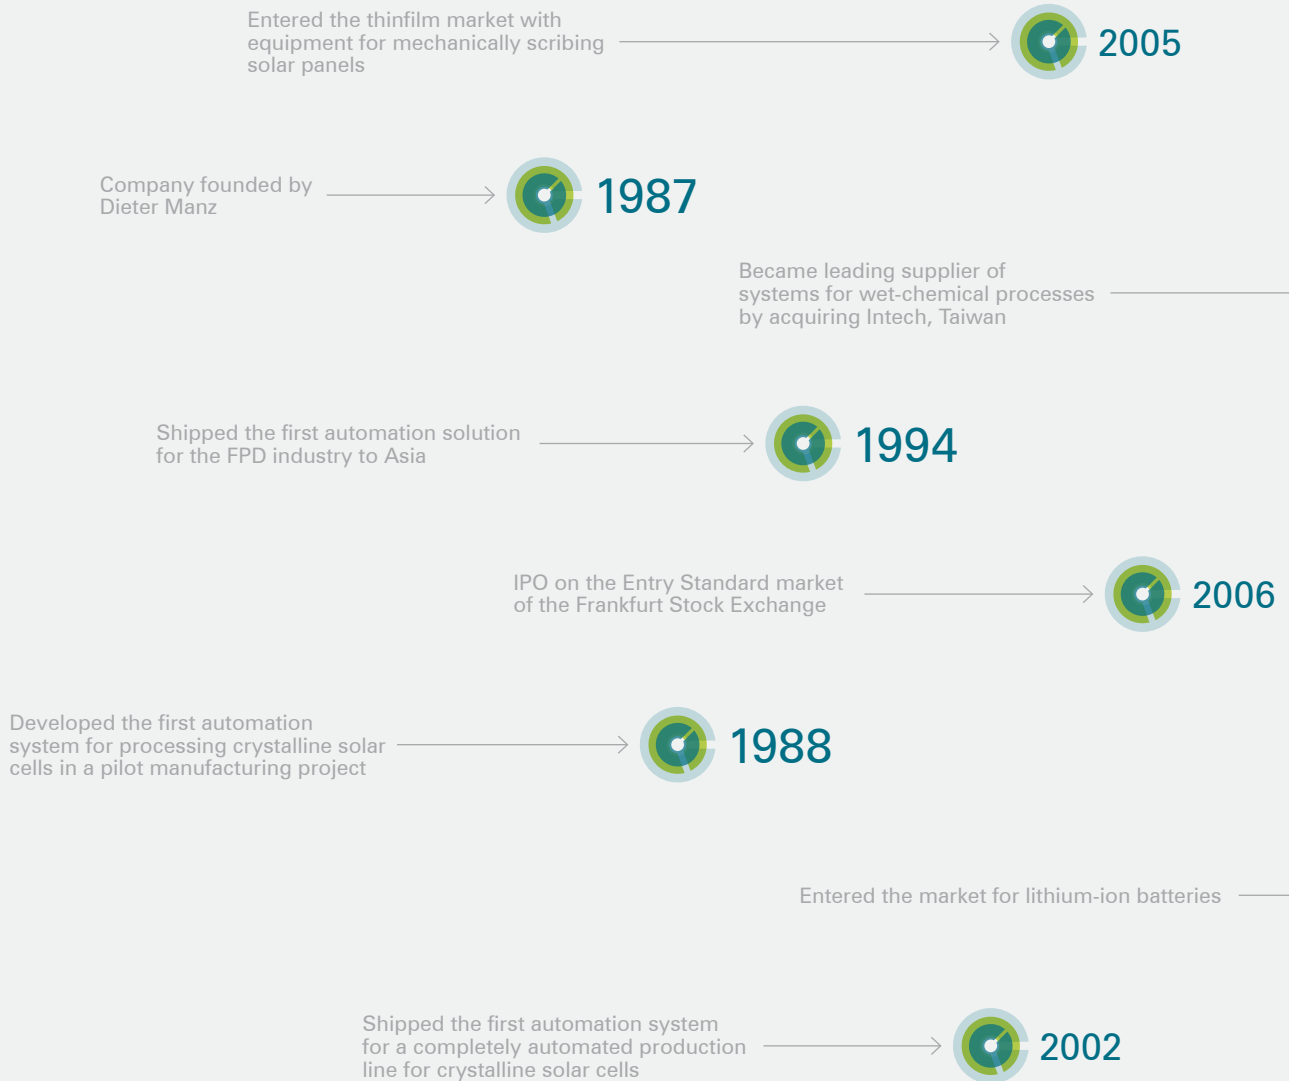 Entered the thinfilm market with
equipment for mechanically scribing
solar panels
2005
Company founded by
Dieter Manz
1987
Became leading supplier of
systems for wet-chemical processes
by acquiring Intech, Taiwan
Shipped the first automation solution
for the FPD industry to Asia
1994
IPO on the Entry Standard market
of the Frankfurt Stock Exchange
2006
Developed the first automation
system for processing crystalline solar
cells in a pilot manufacturing project
1988
Entered the market for lithium-ion batteries
Shipped the first automation system
for a completely automated production
line for crystalline solar cells
2002